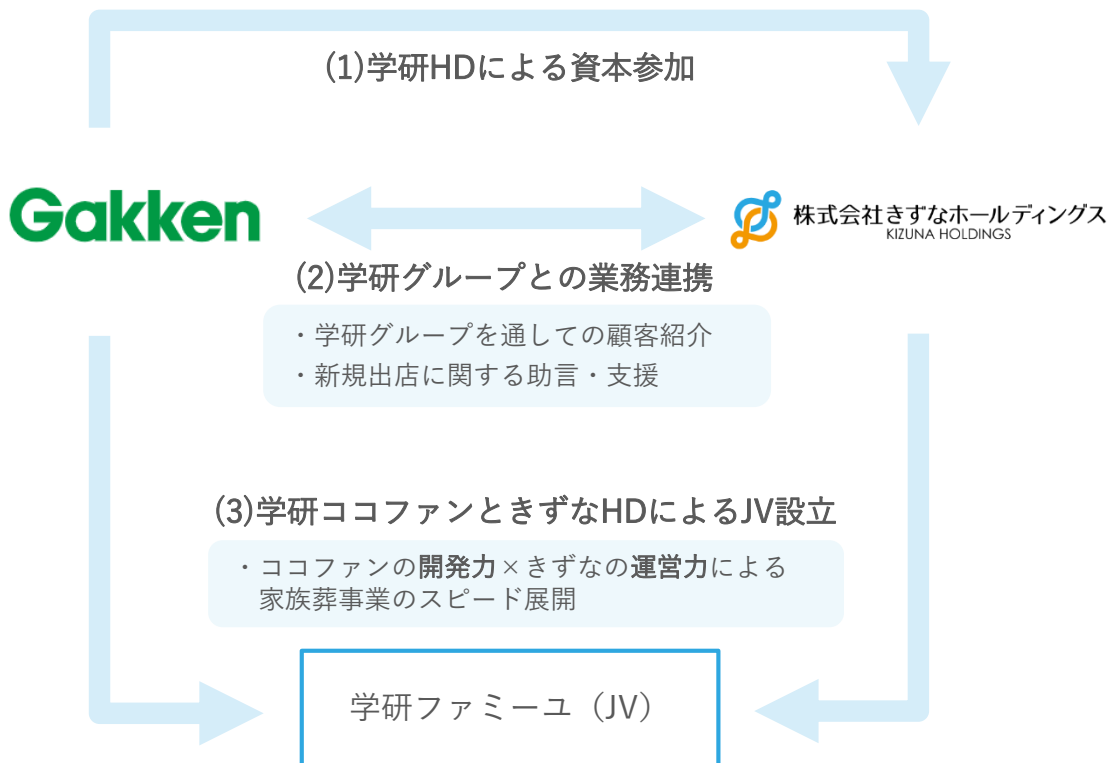 (1)学研HDによる資本参加
Gakken
株式会社きずなホールディングス
KIZUNA HOLDINGS
(2)学研グループとの業務連携
・学研グループを通しての顧客紹介
・新規出店に関する助言・支援
(3)学研ココファンときずなHDによるJV設立
・ココファンの開発力×きずなの運営力による
家族葬事業のスピード展開
学研ファミーユ（JV）